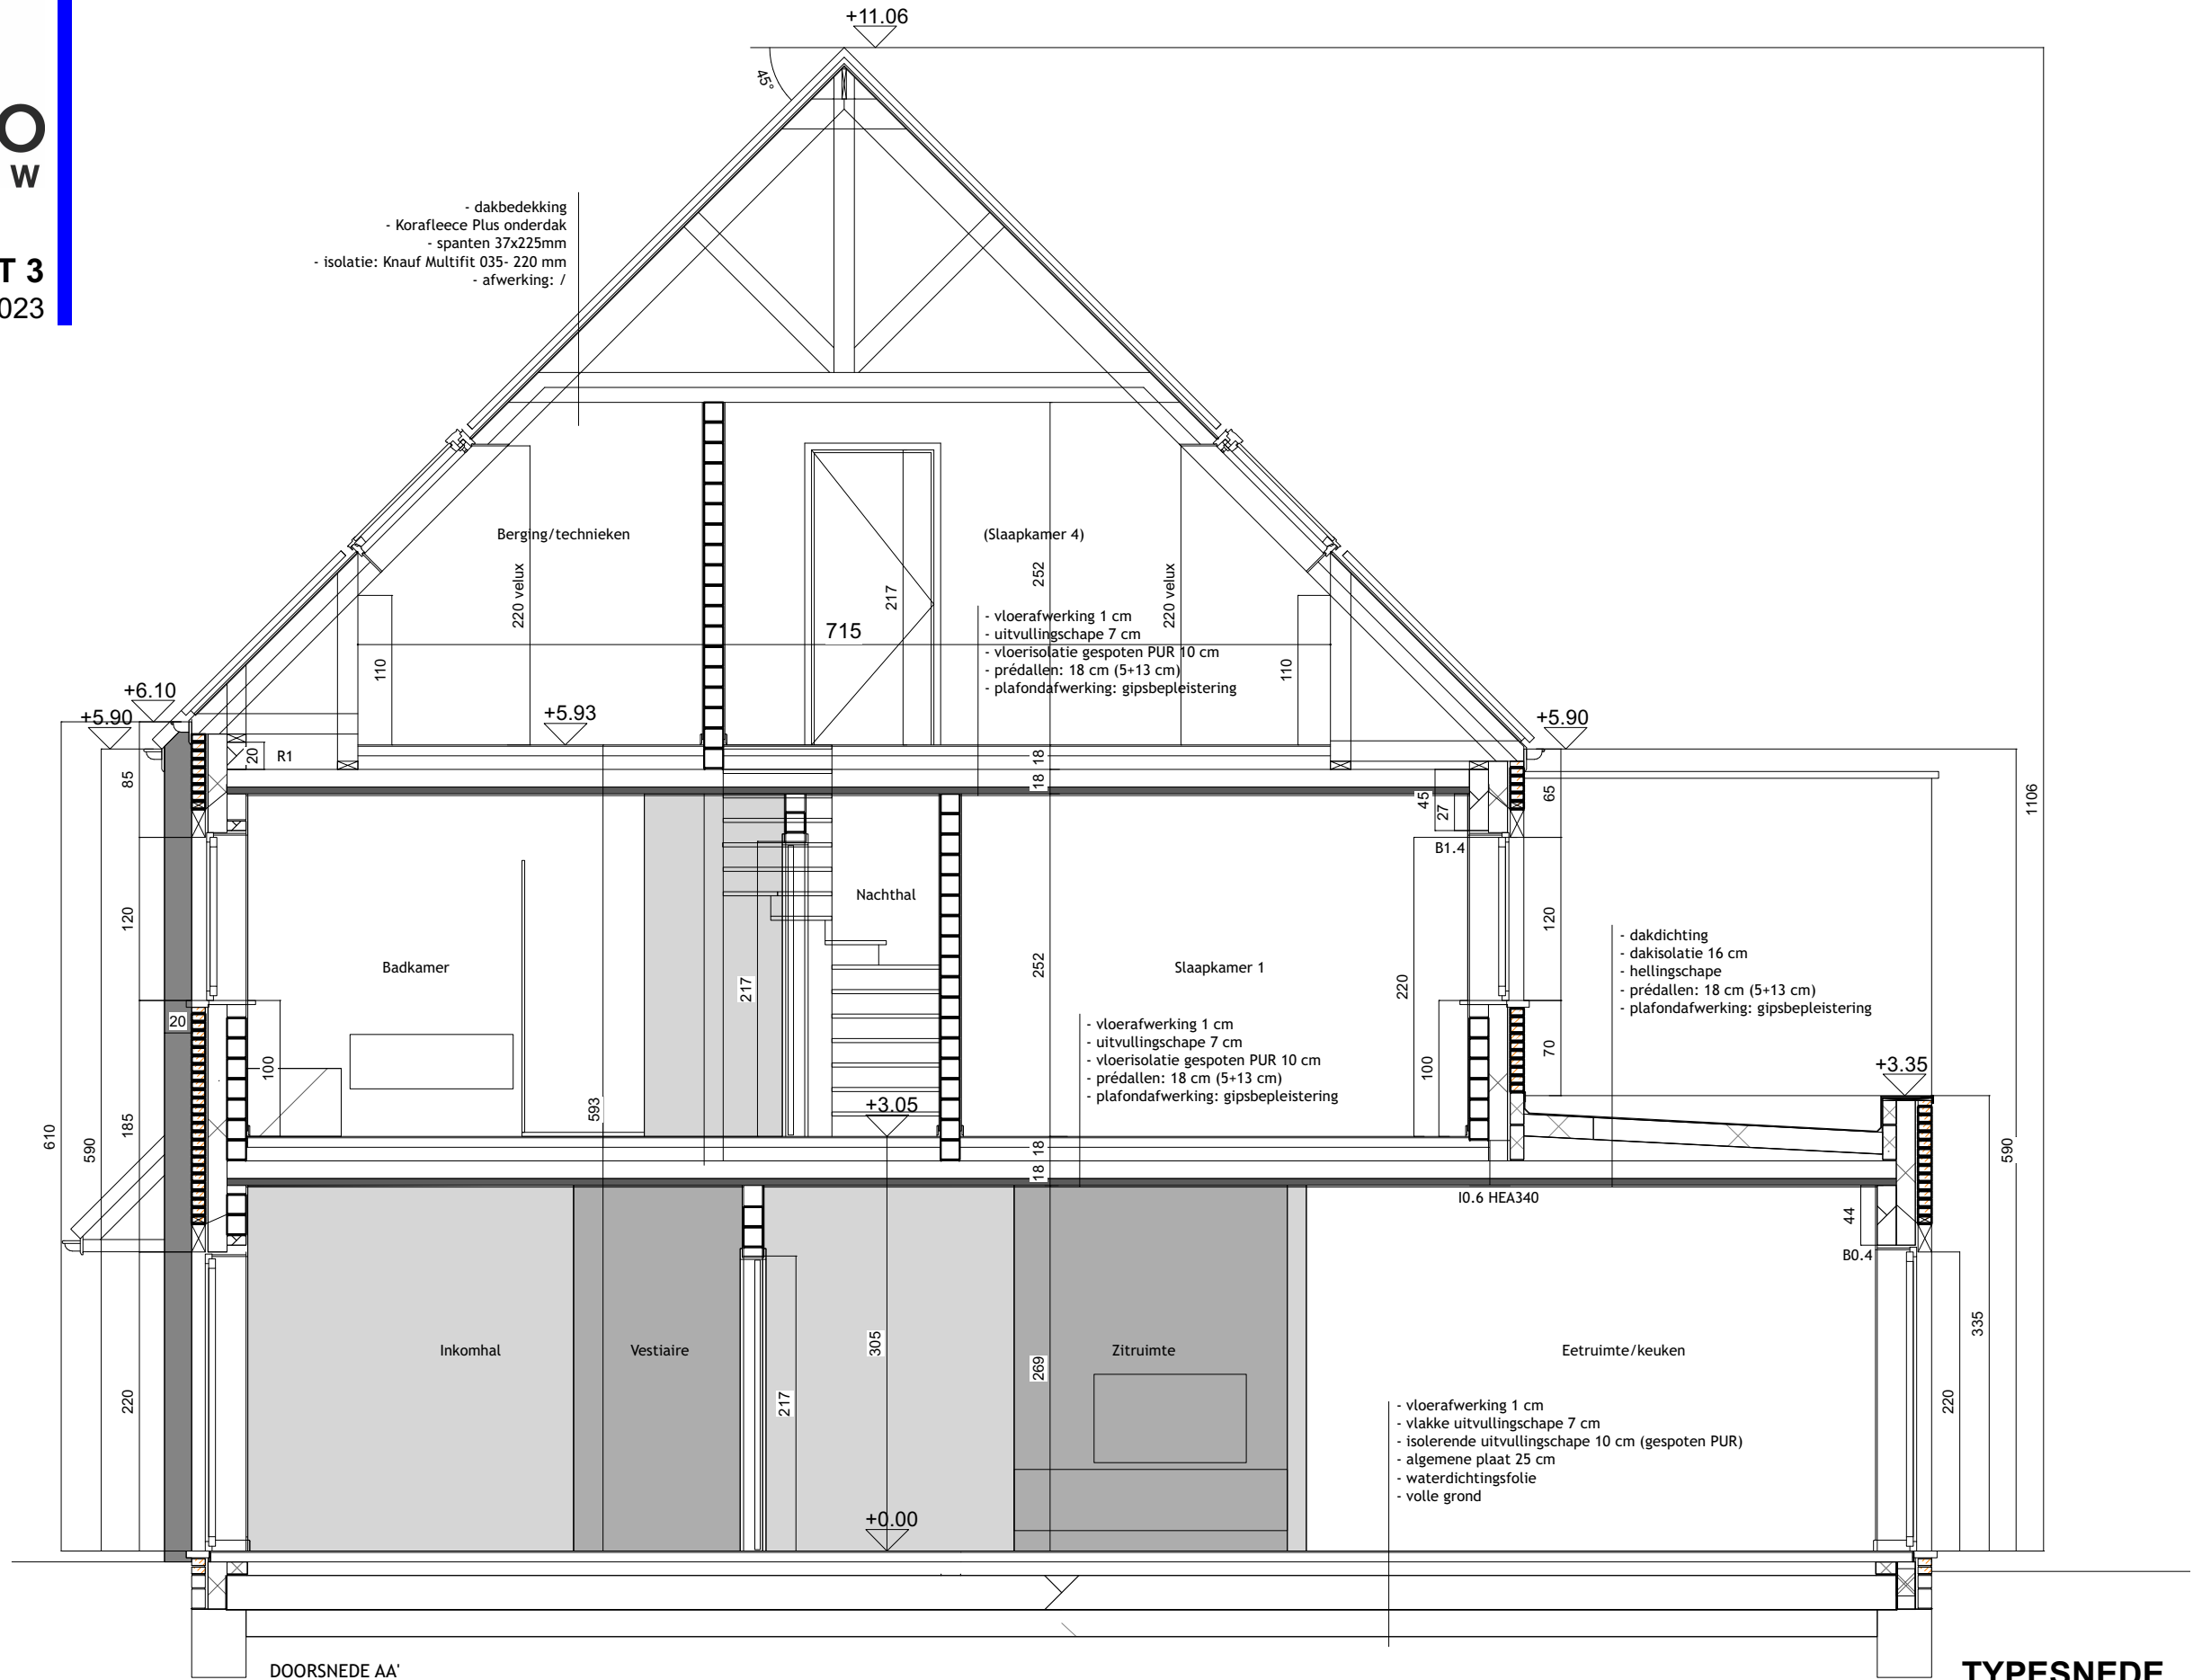 +11.06
45°
O
W
T 3
023
- dakbedekking
- Korafleece Plus onderdak
- spanten 37x225mm
- isolatie: Knauf Multifit 035- 220 mm
- afwerking: /
Berging/technieken
(Slaapkamer 4)
220 velux
217
252
220 velux
715
110
110
- vloerafwerking 1 cm
- uitvullingschape 7 cm
- vloerisolatie gespoten PUR 10 cm
- prédallen: 18 cm (5+13 cm)
- plafondafwerking: gipsbepleistering
+6.10
+5.90
+5.93
+5.90
20
R1
18
18
85
45
27
65
1106
B1.4
Nachthal
120
120
Badkamer
217
252
Slaapkamer 1
220
- dakdichting
- dakisolatie 16 cm
- hellingschape
- prédallen: 18 cm (5+13 cm)
- plafondafwerking: gipsbepleistering
20
100
100
70
- vloerafwerking 1 cm
- uitvullingschape 7 cm
- vloerisolatie gespoten PUR 10 cm
- prédallen: 18 cm (5+13 cm)
- plafondafwerking: gipsbepleistering
+3.35
593
+3.05
610
590
185
18
18
590
I0.6 HEA340
44
B0.4
Inkomhal
Vestiaire
305
269
Zitruimte
Eetruimte/keuken
335
220
217
220
- vloerafwerking 1 cm
- vlakke uitvullingschape 7 cm
- isolerende uitvullingschape 10 cm (gespoten PUR)
- algemene plaat 25 cm
- waterdichtingsfolie
- volle grond
+0.00
DOORSNEDE AA'
TYPESNEDE